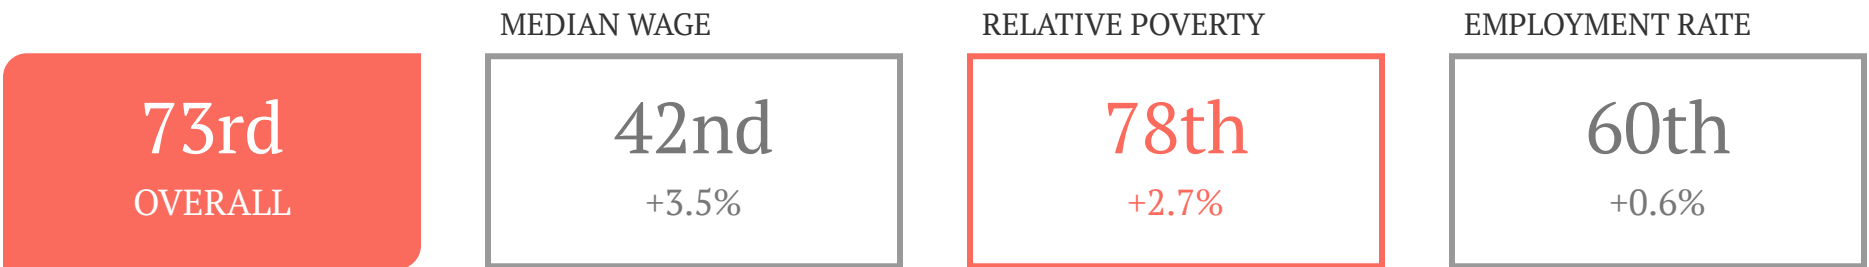 MEDIAN WAGE
RELATIVE POVERTY
EMPLOYMENT RATE
73rd
OVERALL
42nd
+3.5%
78th
+2.7%
60th
+0.6%